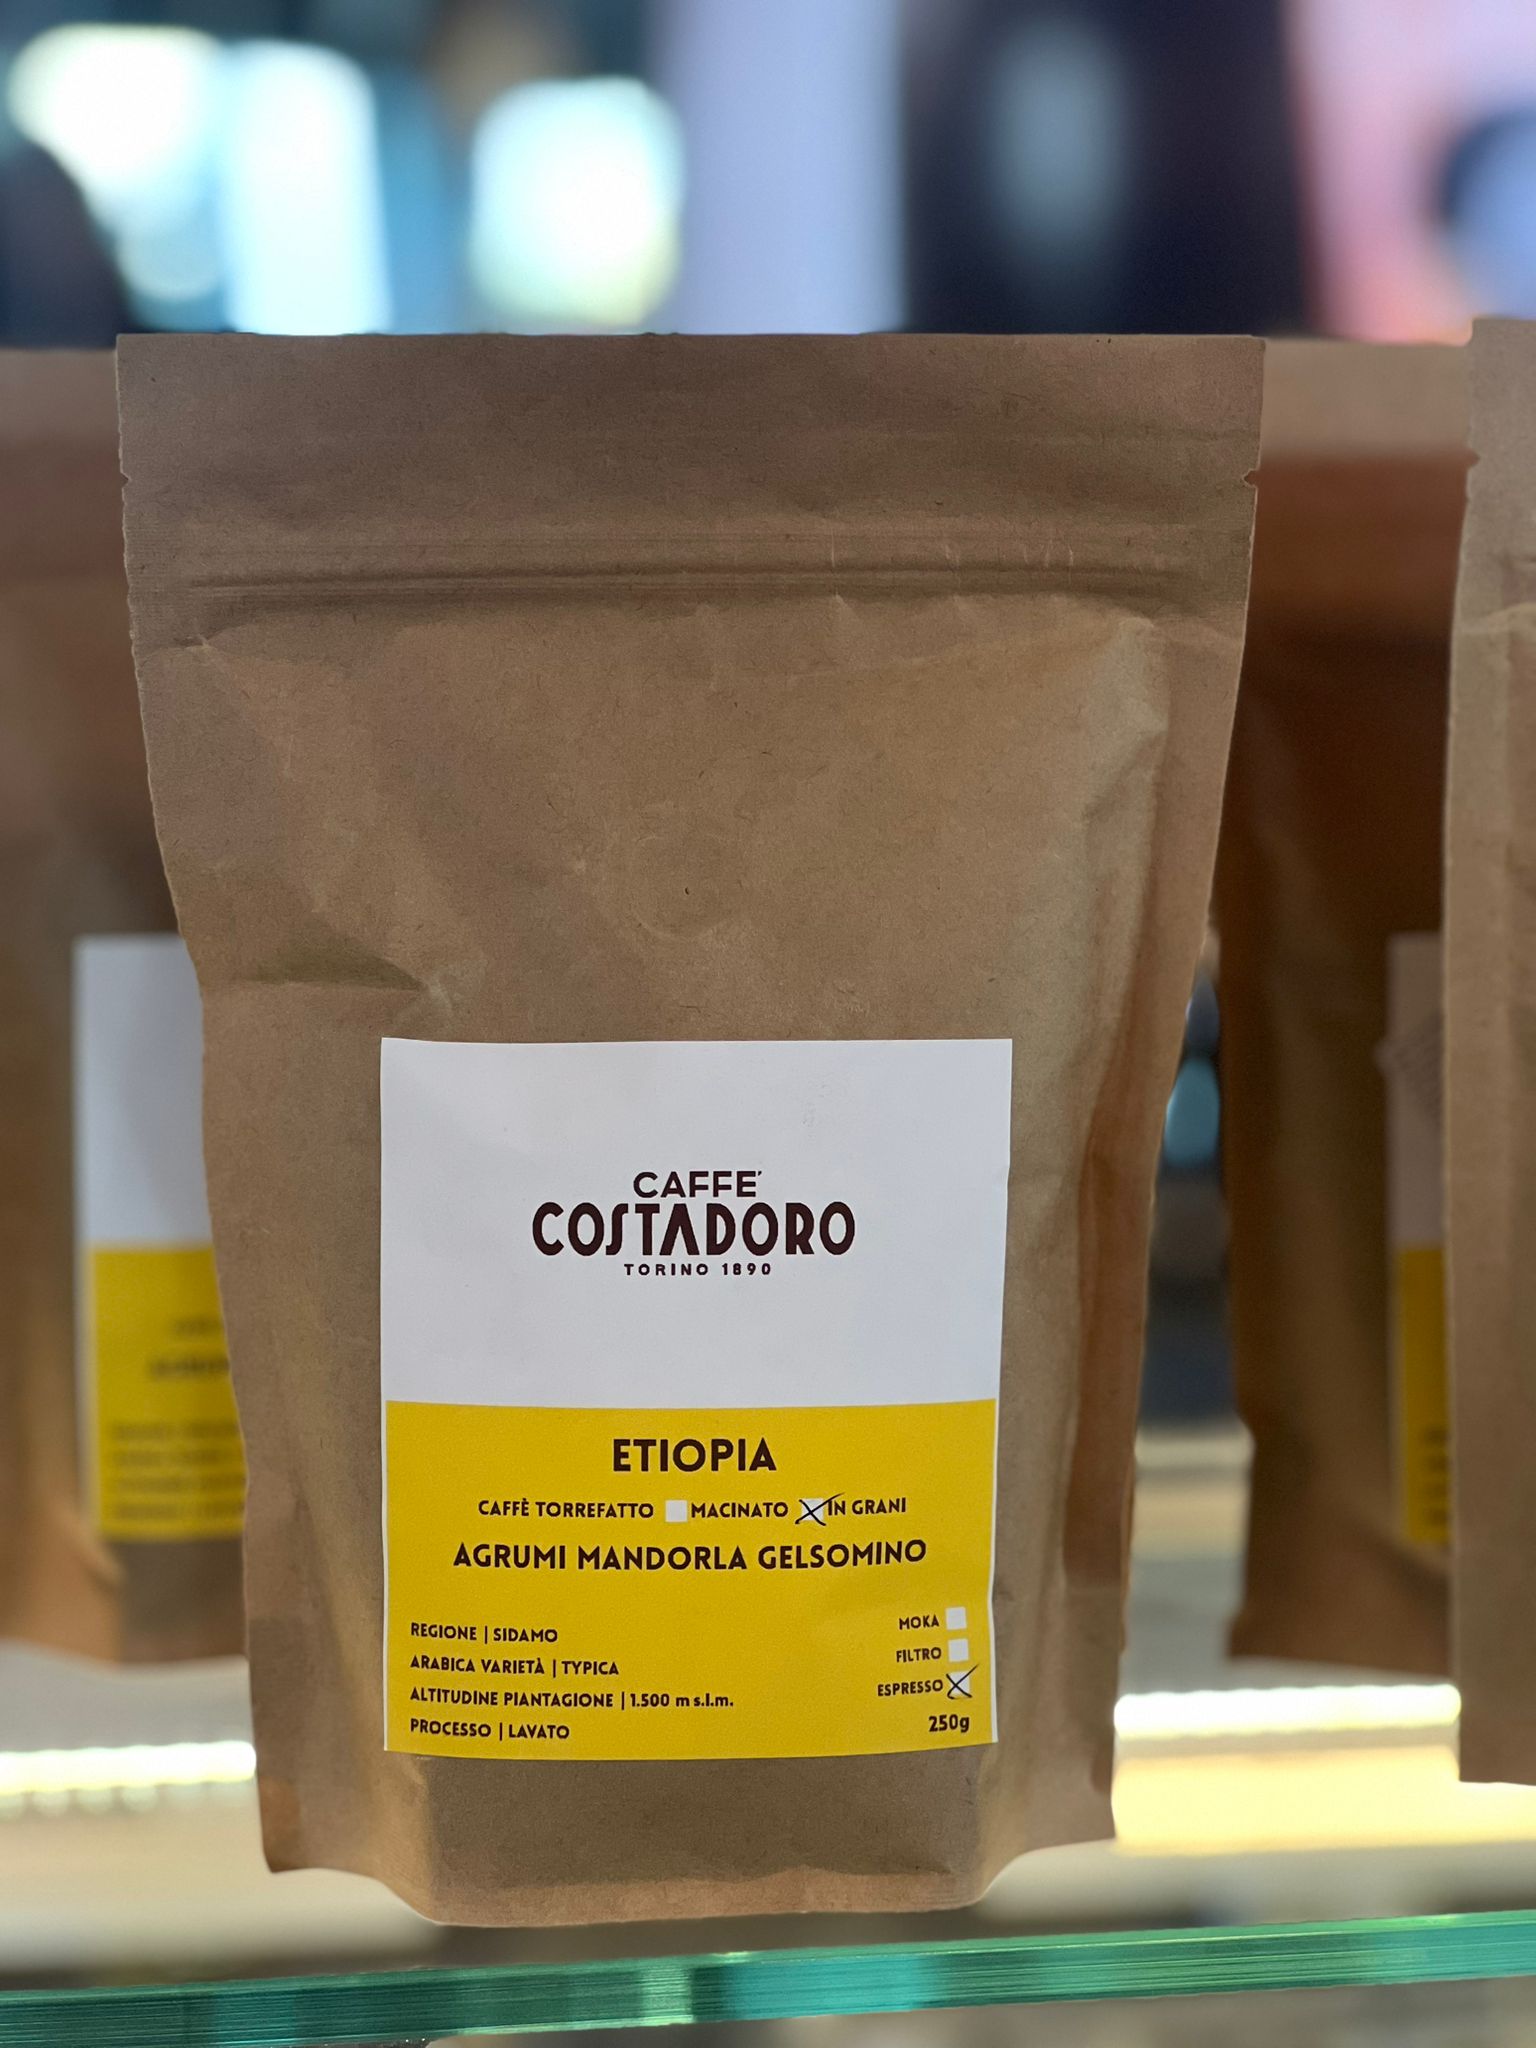 CAFFE'
COSTADORO
TORINO 1890
ETIOPIA
CAFFÈ TORREFATTO MACINATO IN GRANI
AGRUMI MANDORLA GELSOMINO
REGIONE | SIDAMO
ARABICA VARIETÀ | TYPICA
ALTITUDINE PIANTAGIONE | 1.500 m s.l.m.
PROCESSO | LAVATO
MOKA
FILTRO
ESPRESSO
250g